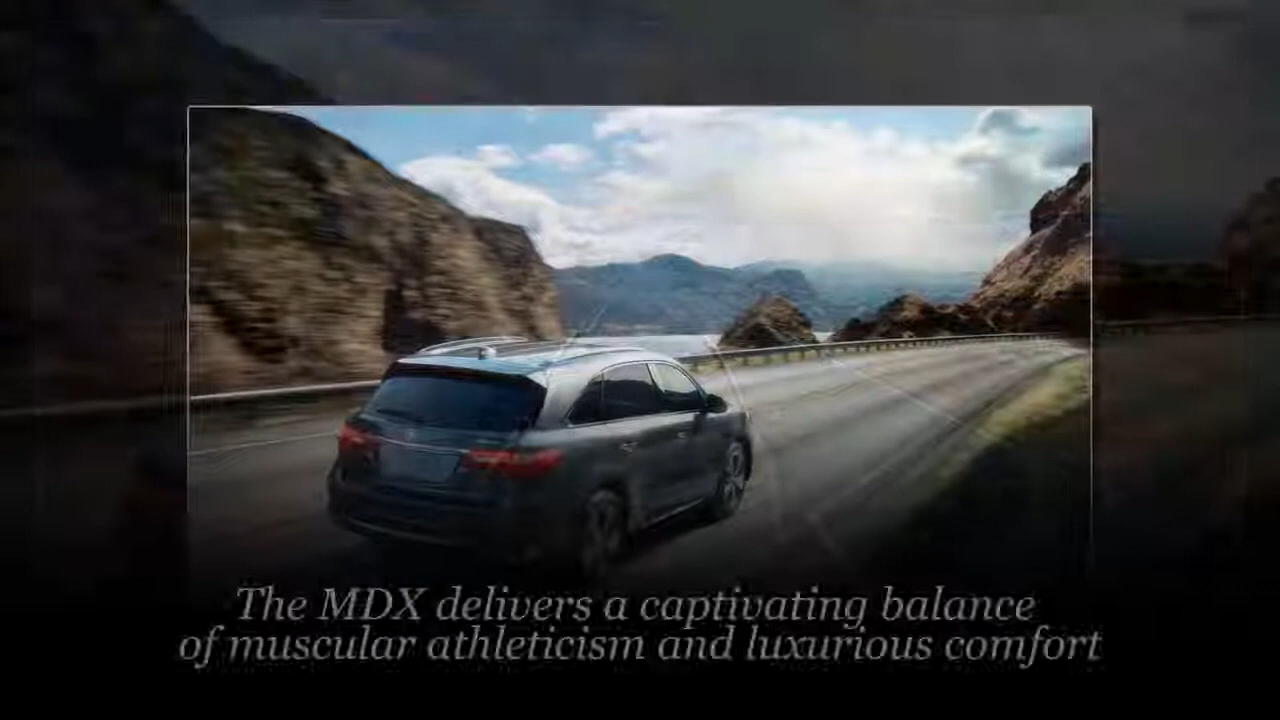 The MDX delivers a captivating balance
of muscular athleticism and luxurious comfort